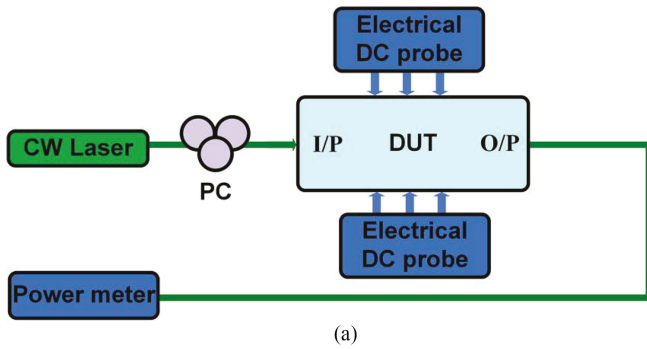 Electrical
DC probe
CW Laser
PC
I/P DUT O/P
Electrical
DC probe
Power meter
(a)